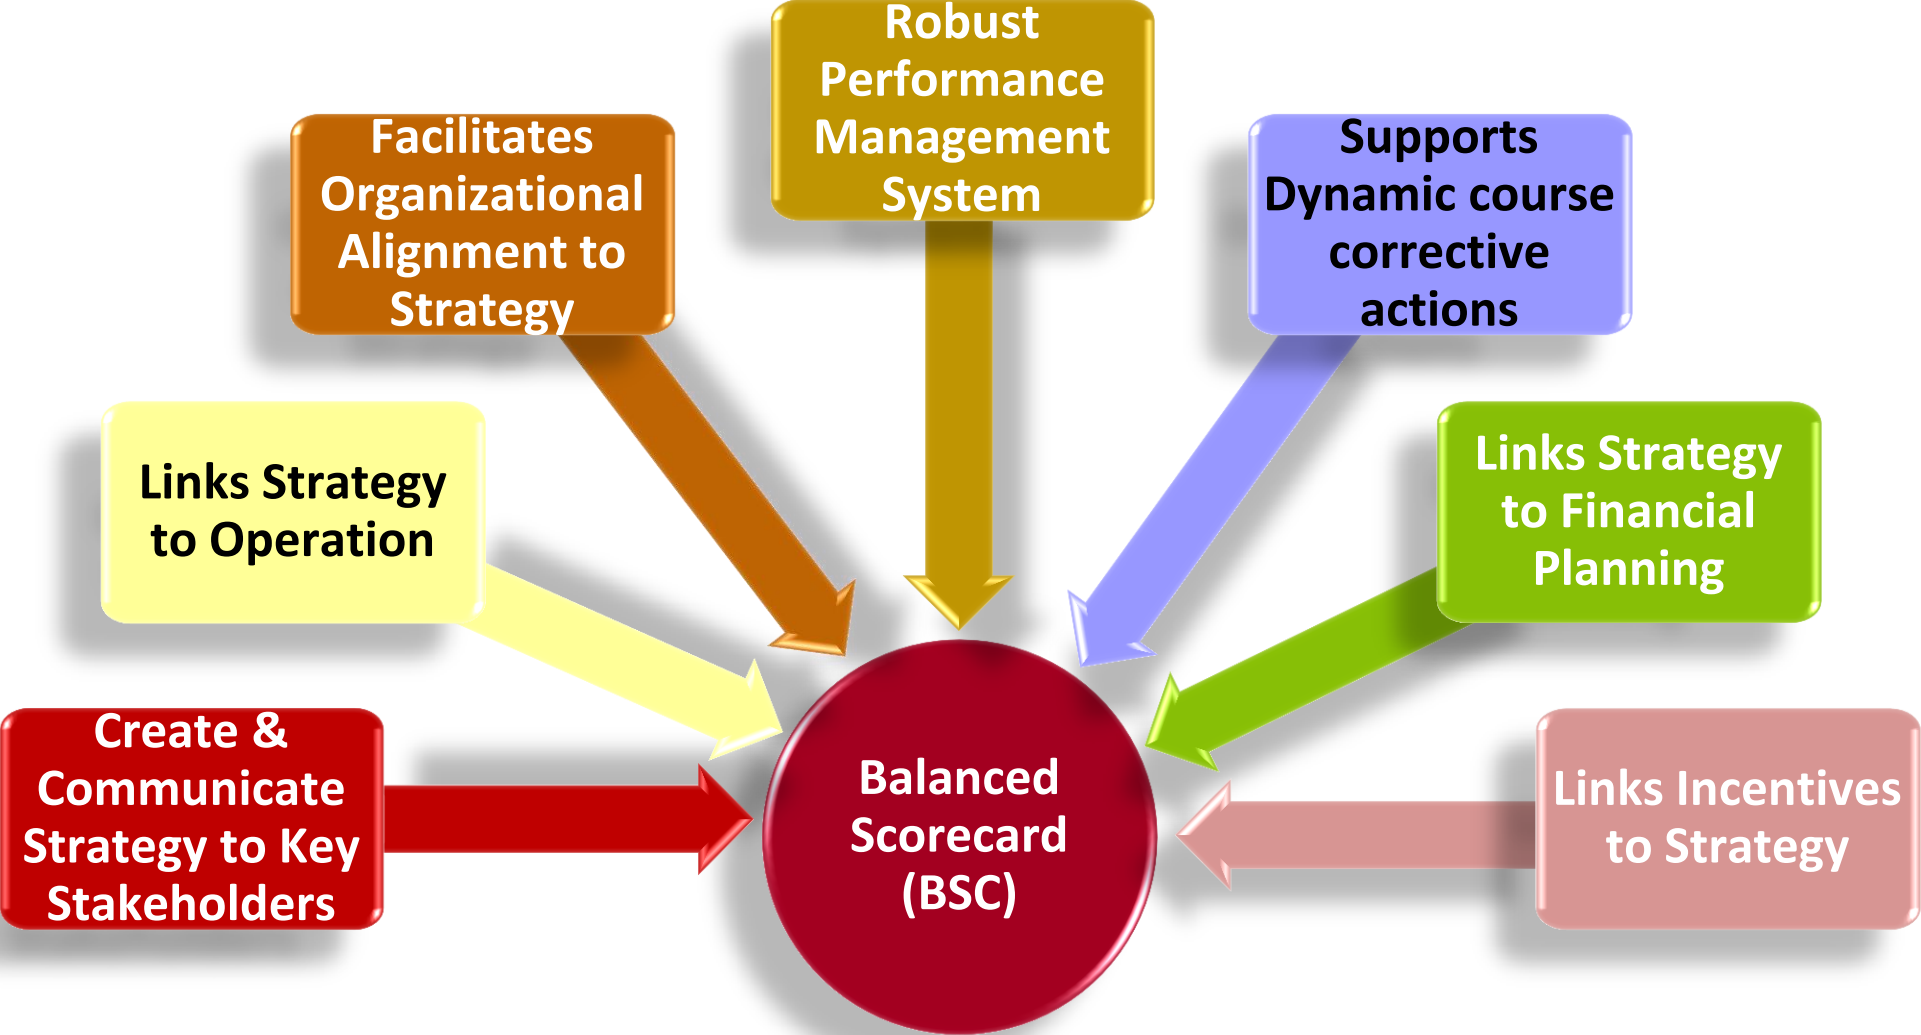 Robust
Performance
Management
System
Facilitates
Organizational
Alignment to
Strategy
Supports
Dynamic course
corrective
actions
Links Strategy
to Operation
Links Strategy
to Financial
Planning
Create &
Communicate
Strategy to Key
Stakeholders
Balanced
Scorecard
(BSC)
Links Incentives
to Strategy